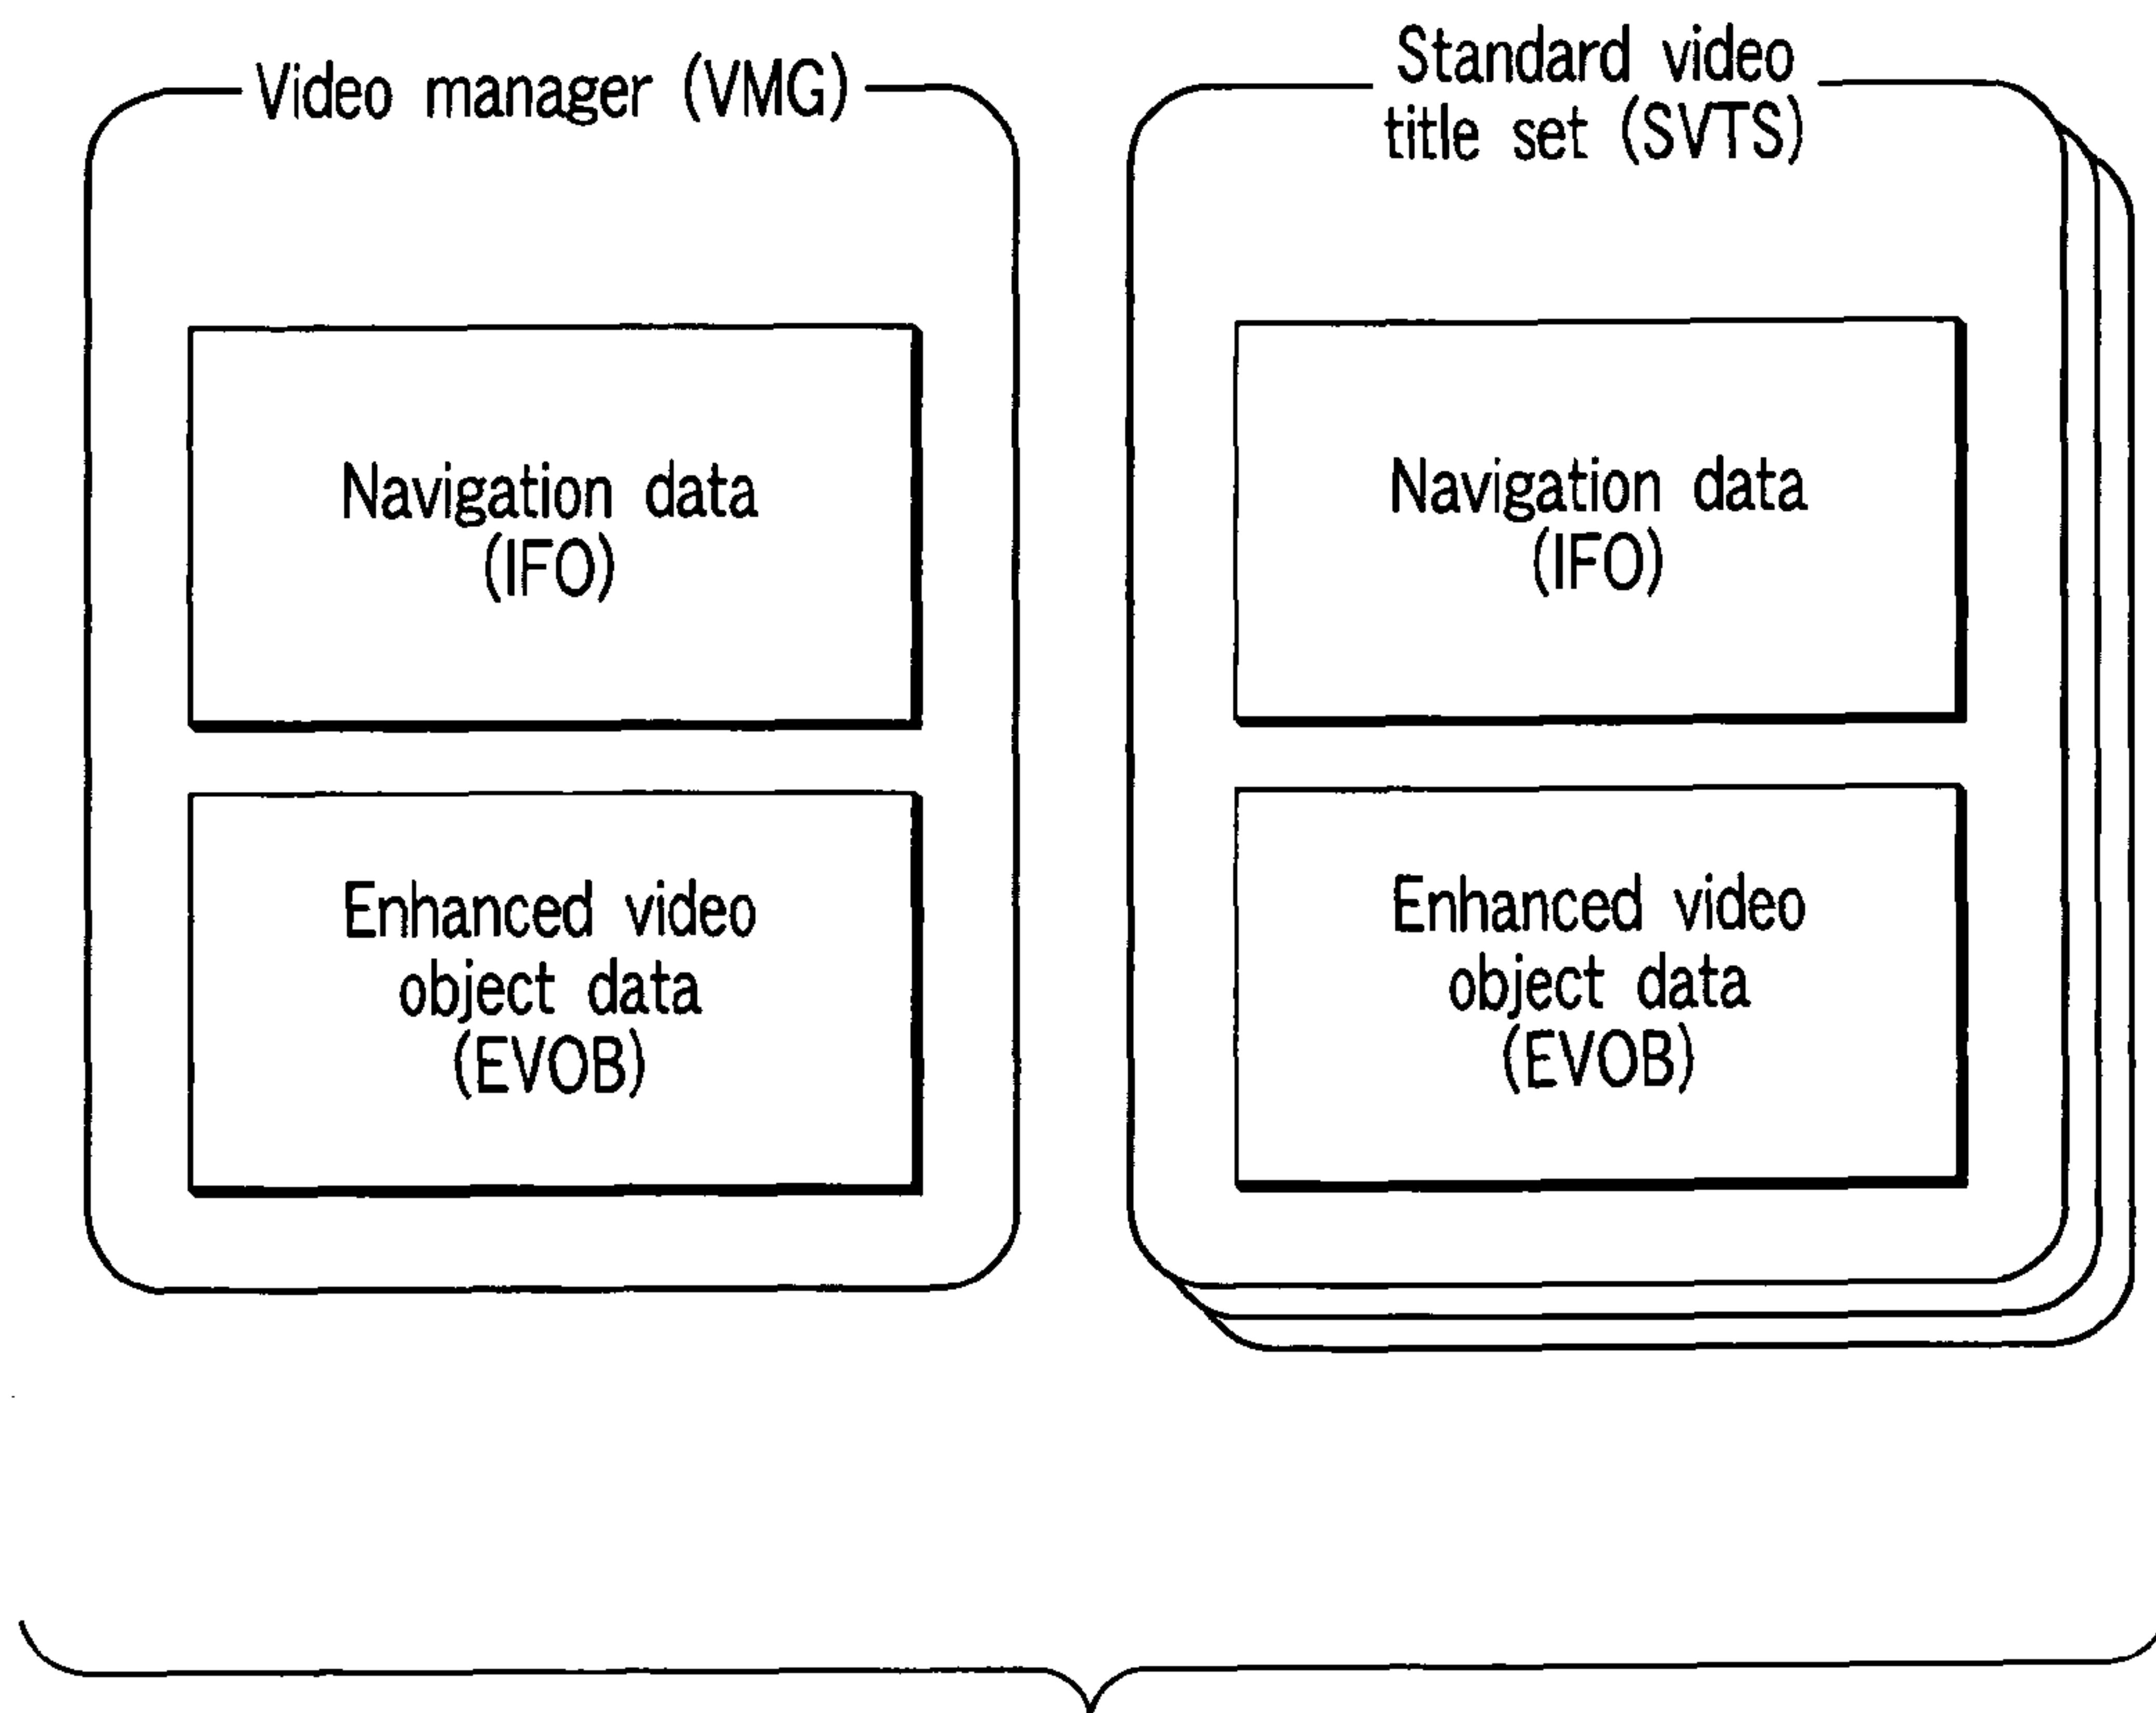 Video manager (VMG)
Navigation data
(IFO)
Enhanced video
object data
(EVOB)
Standard video
title set (SVTS)
Navigation data
(IFO)
Enhanced video
object data
(EVOB)